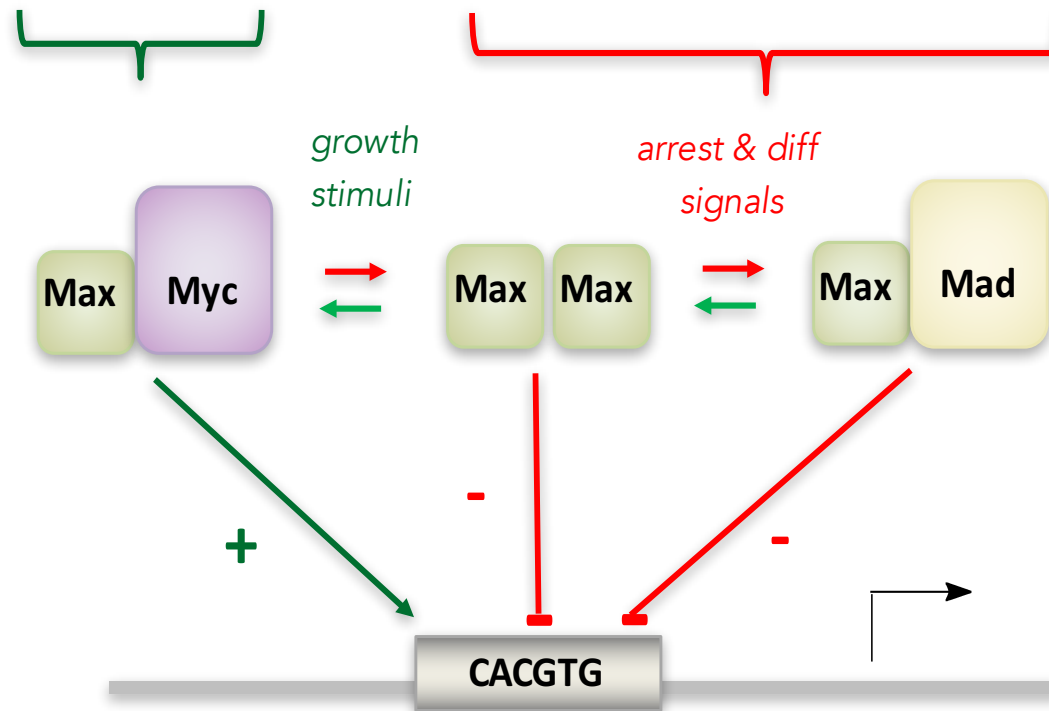 growth
stimuli
arrest & diff
signals
Max
Myc
Max
Max
Max
Mad
+
-
-
CACGTG